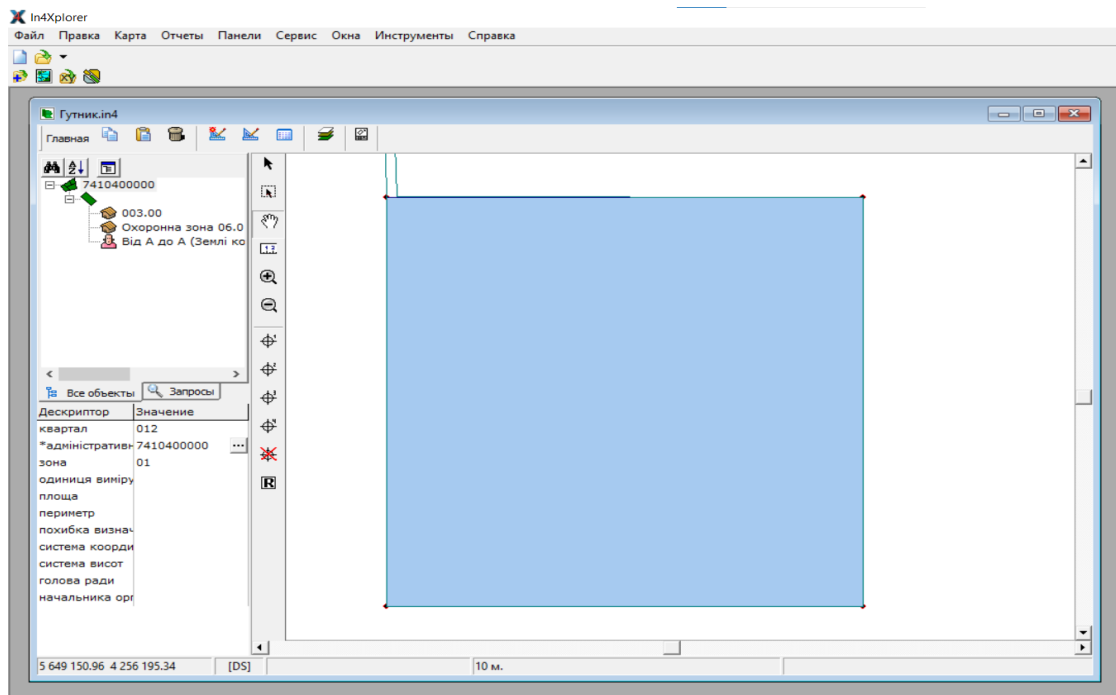 In4Xplorer
Файл Правка Карта Отчеты Панели Сервис Окна Инструменты Справка
Гутник.in4
Главная
7410400000
003.00
Охоронна зона 06.0
Від А до А (Землі ко
Все объекты Запросы
Дескриптор Значение
квартал 012
*адміністративн 7410400000 ...
зона 01
одиниця виміру
площа
периметр
похибка визнач
система коорди
система висот
голова ради
начальника орг
5 649 150.96 4 256 195.34 [DS] 10 м.